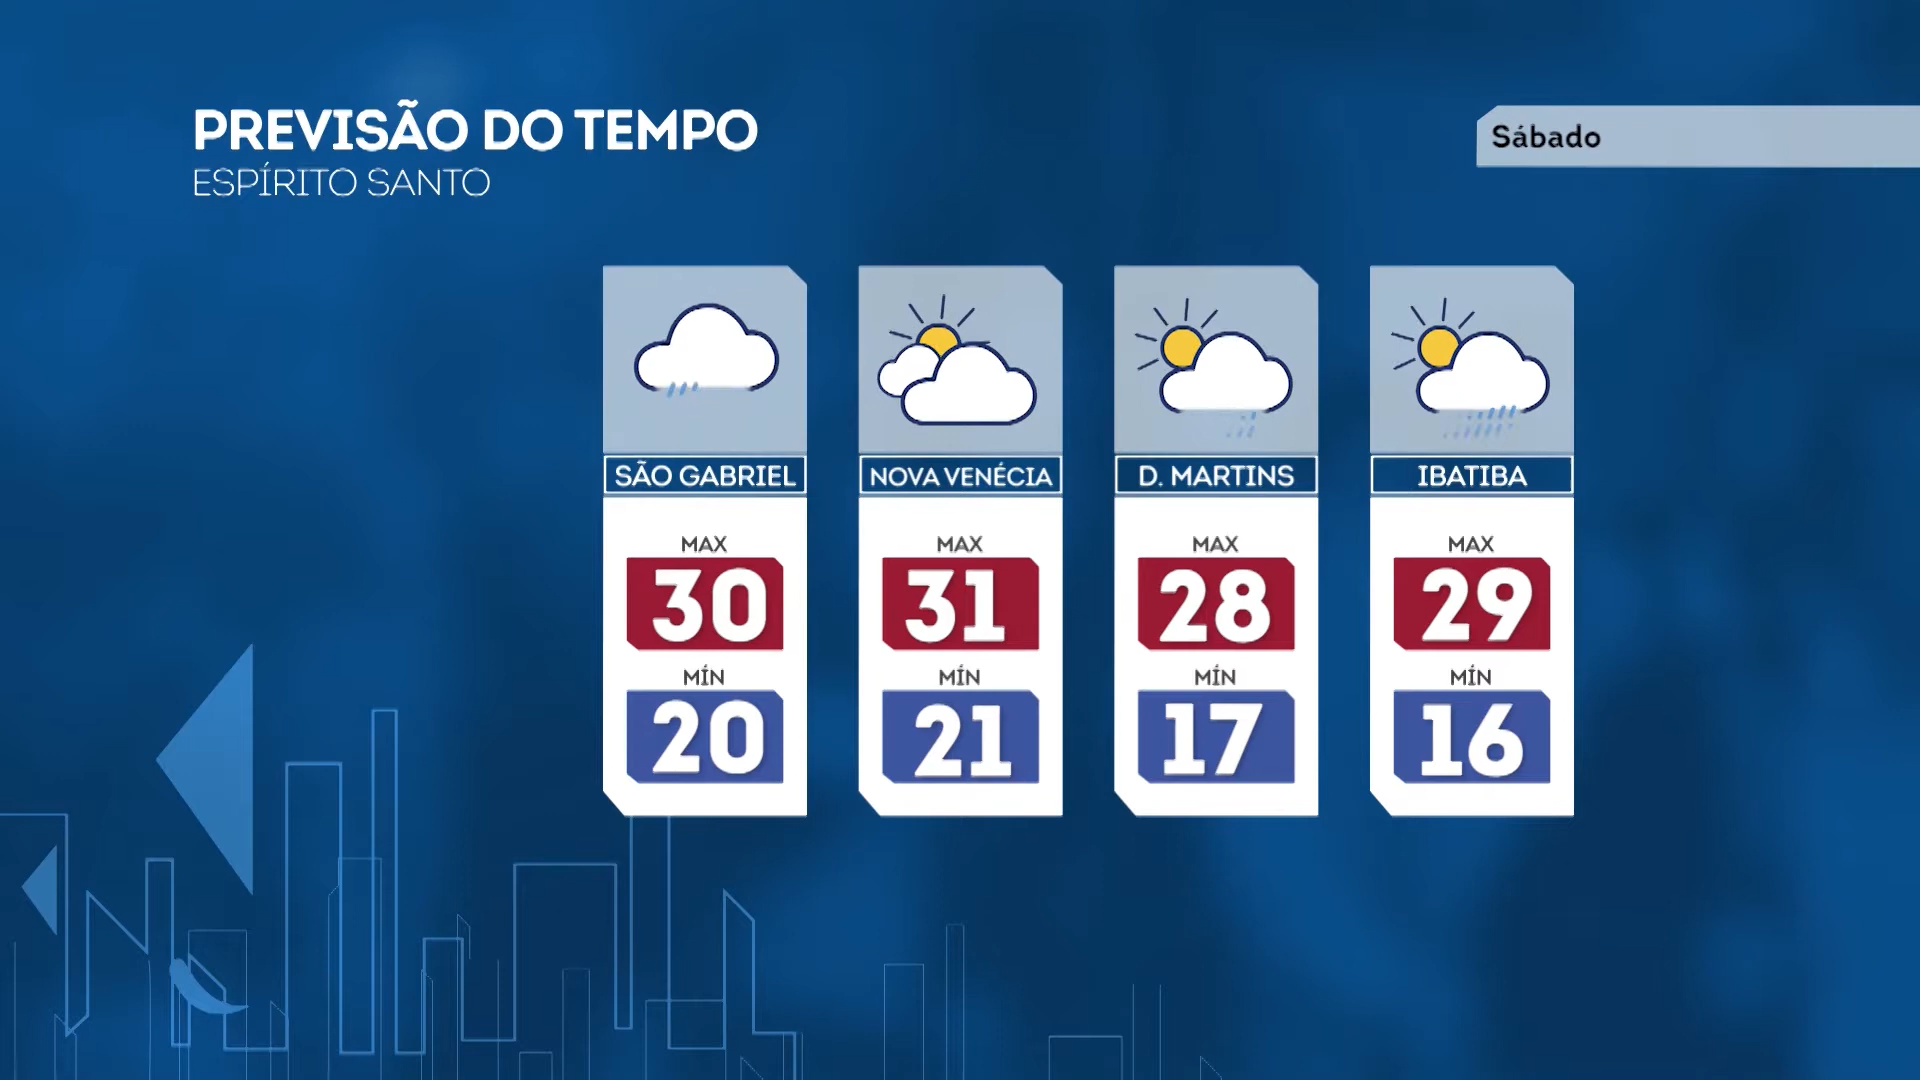 PREVISÃO DO TEMPO
ESPÍRITO SANTO
Sábado
SÃO GABRIEL
MAX
30
MÍN
20
NOVA VENÉCIA
MAX
31
MÍN
21
D. MARTINS
MAX
28
MÍN
17
IBATIBA
MAX
29
MÍN
16